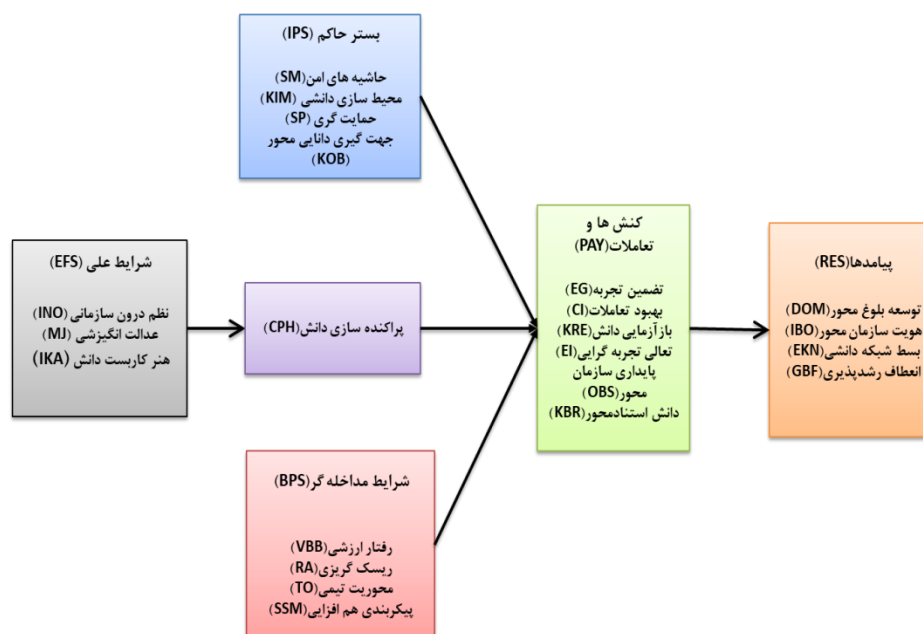 بستر حاکم (IPS)
حاشیه های امن(SM)
محیط سازی دانشی (KIM)
حمایت گری (SP)
جهت گیری دانایی محور
(KOB)
شرایط علی (EFS)
نظم درون سازمانی (INO)
عدالت انگیزشی (MJ)
هنر کاربست دانش (IKA)
پراکنده سازی دانش(CPH)
شرایط مداخله گر(BPS)
رفتار ارزشی(VBB)
ریسک گریزی(RA)
محوریت تیمی(TO)
پیکربندی هم افزایی(SSM)
کنش ها و
تعاملات(PAY)
تضمین تجربه(EG)
بهبود تعاملات(CI)
باز آزمایی دانش(KRE)
تعالی تجربه گرایی(EI)
پایداری سازمان
محور(OBS)
دانش استنادمحور(KBR)
پیامدها(RES)
توسعه بلوغ محور(DOM)
هویت سازمان محور(IBO)
بسط شبکه دانشی(EKN)
انعطاف رشدپذیری(GBF)